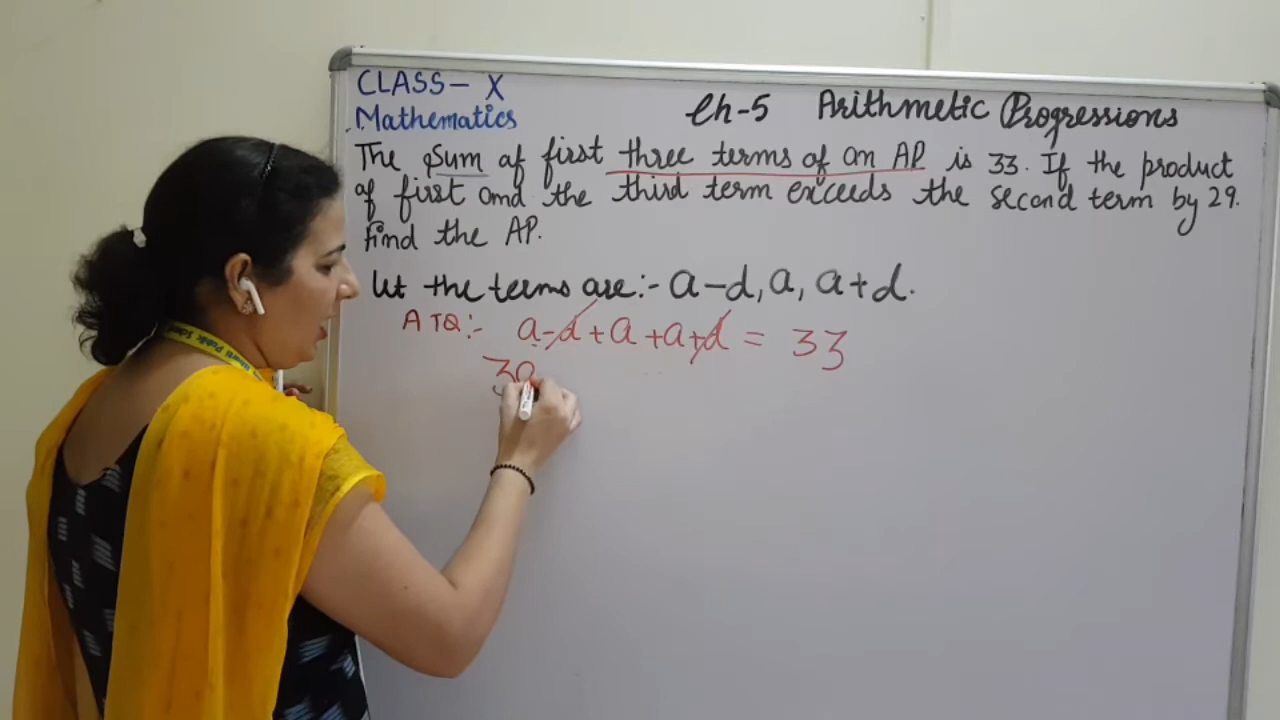 CLASS – X
Mathematics
Ch-5 Arithmetic Progressions
The sum of first three terms of an AP is 33. If the product
of first and the third term exceeds the second term by 29.
find the AP.
let the terms are:- a-d, a, a+d.
ATQ:- a-d+a+a+d = 33
3a